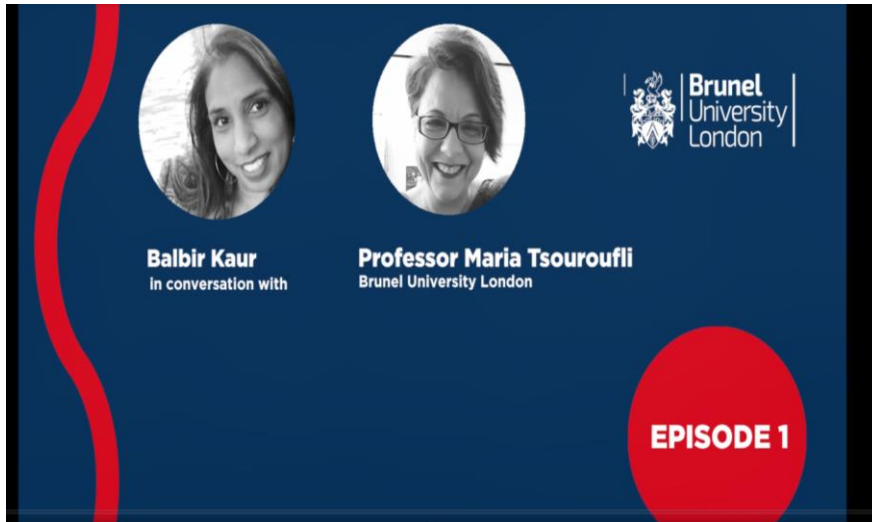 Brunel
University
London
Balbir Kaur
in conversation with
Professor Maria Tsouroufli
Brunel University London
EPISODE 1